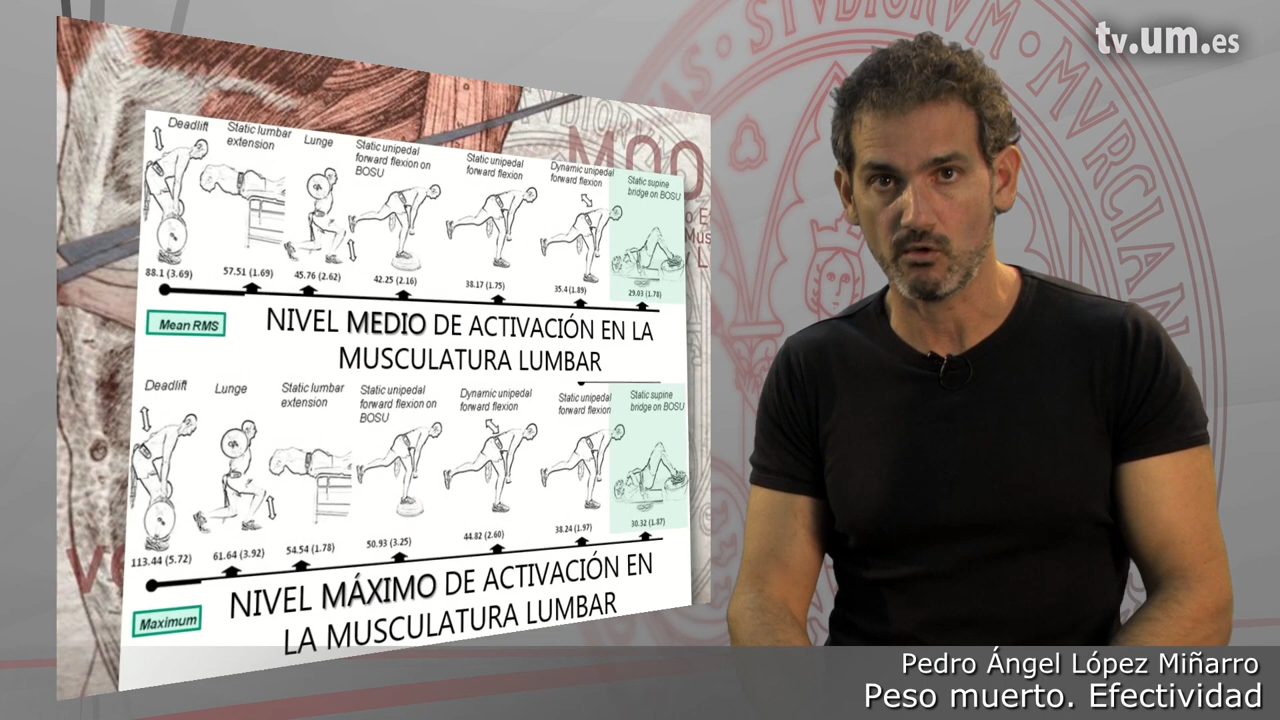 tv.um.es
STVDIORVM
MVRCIANA
MOO
Deadlift
Static lumbar
extension
Lunge
Static unipedal
forward flexion on
BOSU
Static unipedal
forward flexion
Dynamic unipedal
forward flexion
Static supine
bridge on BOSU
88.1 (3.69)
57.51 (1.69)
45.76 (2.62)
42.25 (2.16)
38.17 (1.75)
35.4 (1.89)
29.03 (1.78)
Mean RMS
NIVEL MEDIO DE ACTIVACIÓN EN LA
MUSCULATURA LUMBAR
Deadlift
Lunge
Static lumbar
extension
Static unipedal
forward flexion on
BOSU
Dynamic unipedal
forward flexion
Static unipedal
forward flexion
Static supine
bridge on BOSU
113.44 (5.72)
61.64 (3.92)
54.54 (1.78)
50.93 (3.25)
44.82 (2.60)
38.24 (1.97)
30.32 (1.87)
Maximum
NIVEL MÁXIMO DE ACTIVACIÓN EN
LA MUSCULATURA LUMBAR
Pedro Ángel López Miñarro
Peso muerto. Efectividad